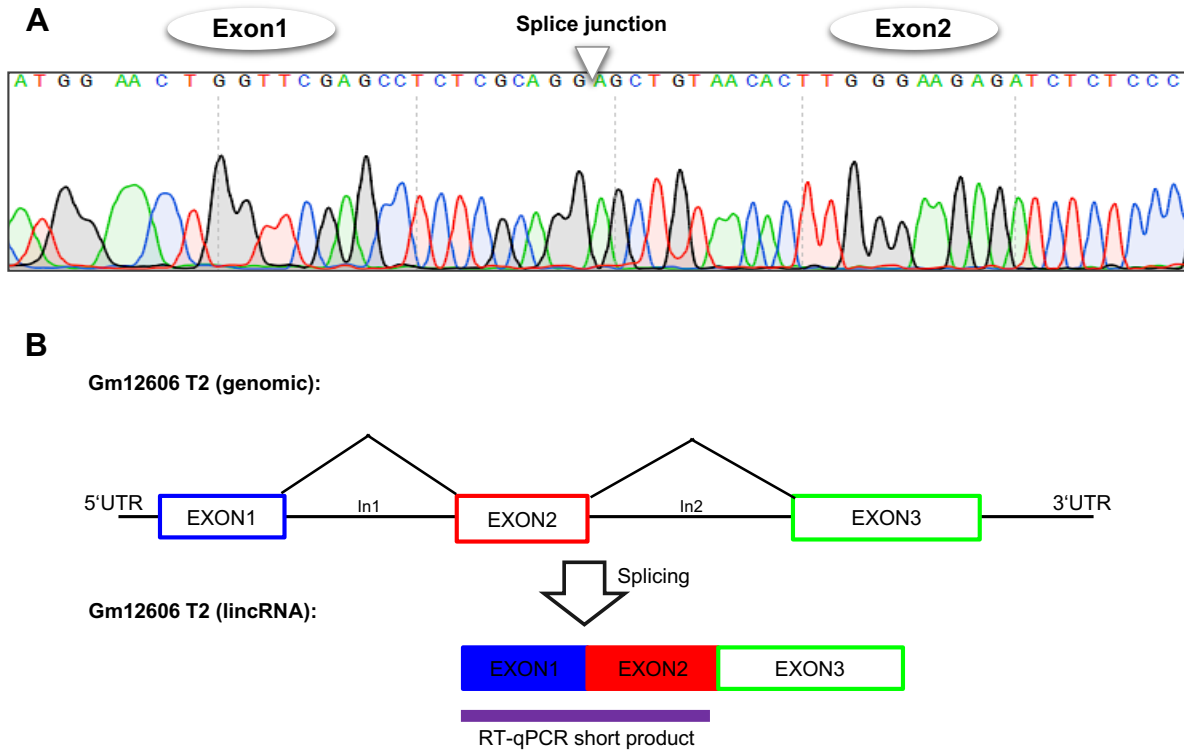 A
Exon1
Splice junction
Exon2
A T G G AA C T G G T T C G A G C C T C T C G C A G G A G C T G T A A C A C T T G G G A A G A G A T C T C T C C C
B
Gm12606 T2 (genomic):
5‘UTR
EXON1
In1
EXON2
In2
EXON3
3‘UTR
Splicing
Gm12606 T2 (lincRNA):
EXON1
EXON2
EXON3
RT-qPCR short product